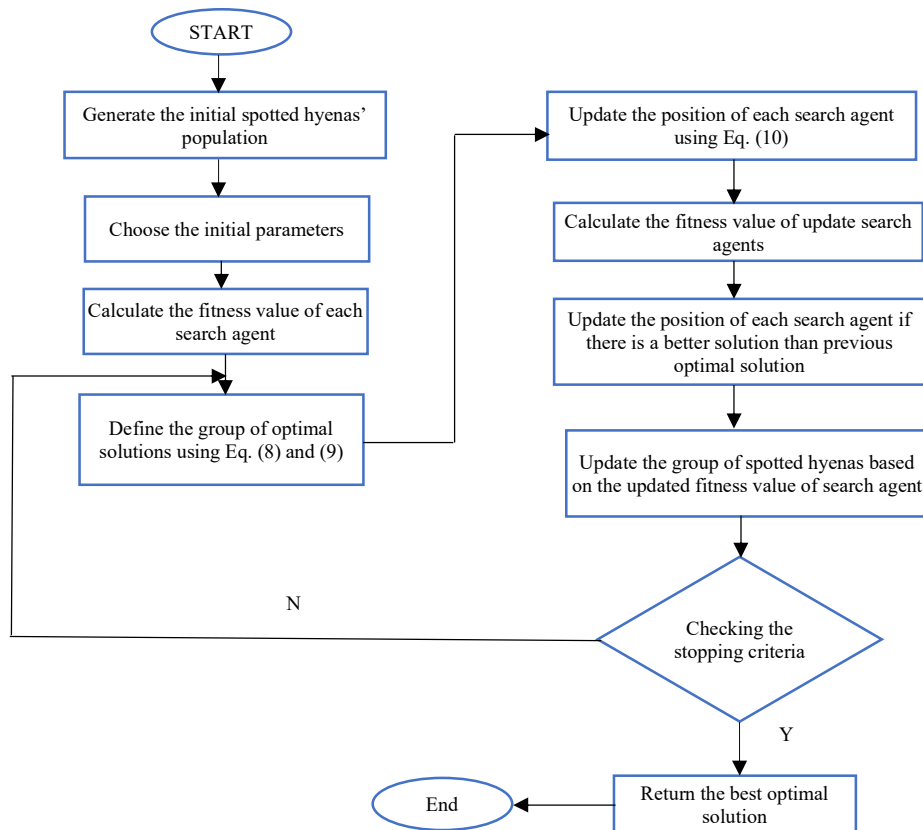 START
Generate the initial spotted hyenas’
population
Choose the initial parameters
Calculate the fitness value of each
search agent
Define the group of optimal
solutions using Eq. (8) and (9)
Update the position of each search agent
using Eq. (10)
Calculate the fitness value of update search
agents
Update the position of each search agent if
there is a better solution than previous
optimal solution
Update the group of spotted hyenas based
on the updated fitness value of search agent
Checking the
stopping criteria
N
Y
Return the best optimal
solution
End